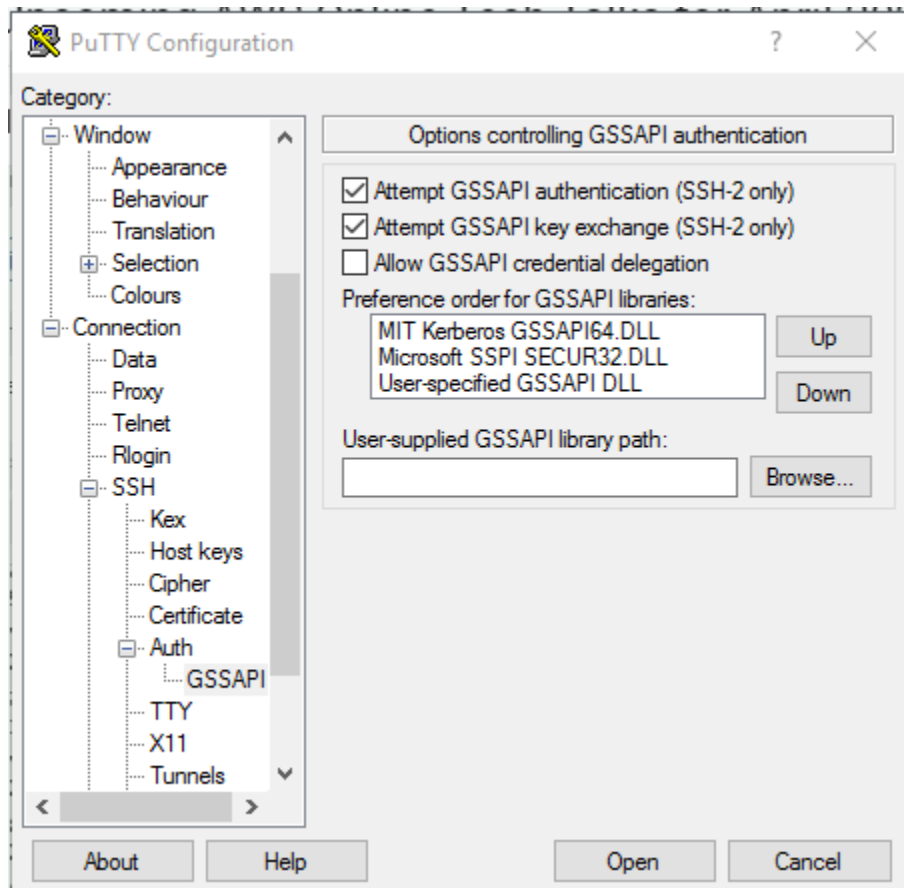 PuTTY Configuration
Category:
Window
Appearance
Behaviour
Translation
Selection
Colours
Connection
Data
Proxy
Telnet
Rlogin
SSH
Kex
Host keys
Cipher
Certificate
Auth
GSSAPI
TTY
X11
Tunnels
Options controlling GSSAPI authentication
Attempt GSSAPI authentication (SSH-2 only)
Attempt GSSAPI key exchange (SSH-2 only)
Allow GSSAPI credential delegation
Preference order for GSSAPI libraries:
MIT Kerberos GSSAPI64.DLL
Microsoft SSPI SECUR32.DLL
User-specified GSSAPI DLL
Up
Down
User-supplied GSSAPI library path:
Browse...
About
Help
Open
Cancel